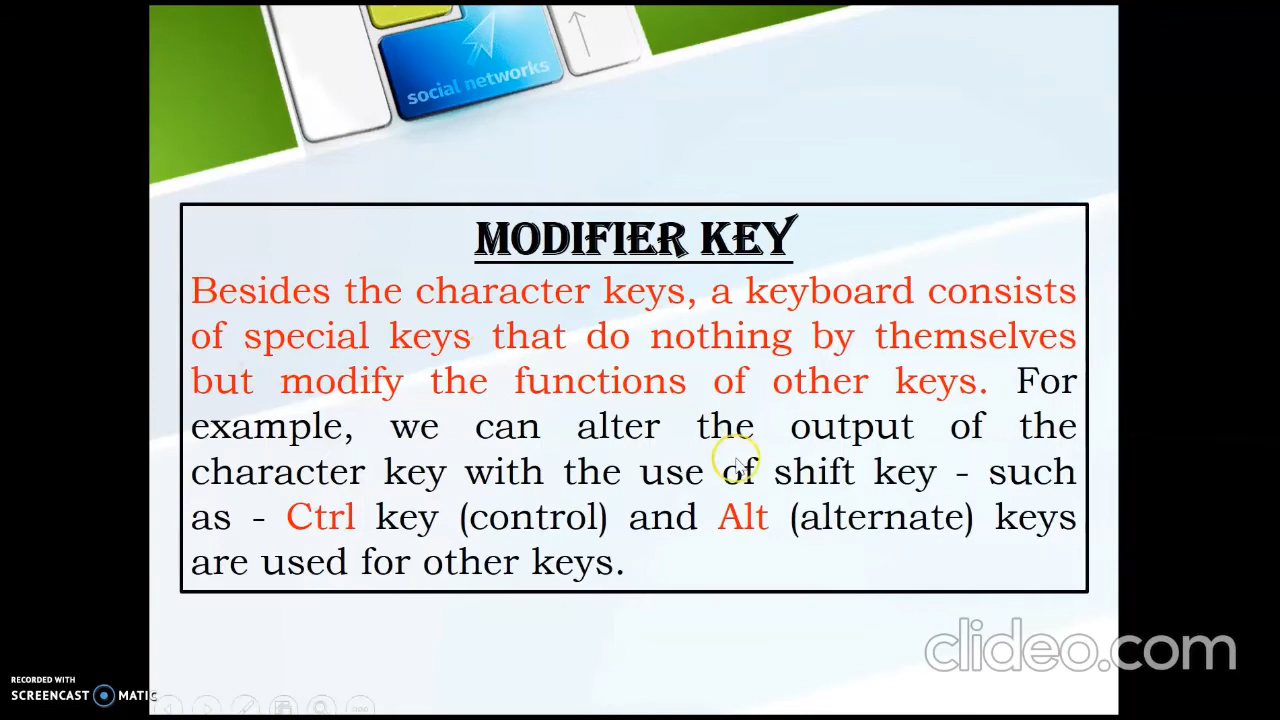 social networks
MODIFIER KEY
Besides the character keys, a keyboard consists
of special keys that do nothing by themselves
but modify the functions of other keys. For
example, we can alter the output of the
character key with the use of shift key - such
as - Ctrl key (control) and Alt (alternate) keys
are used for other keys.
clideo.com
RECORDED WITH
SCREENCAST MATIC